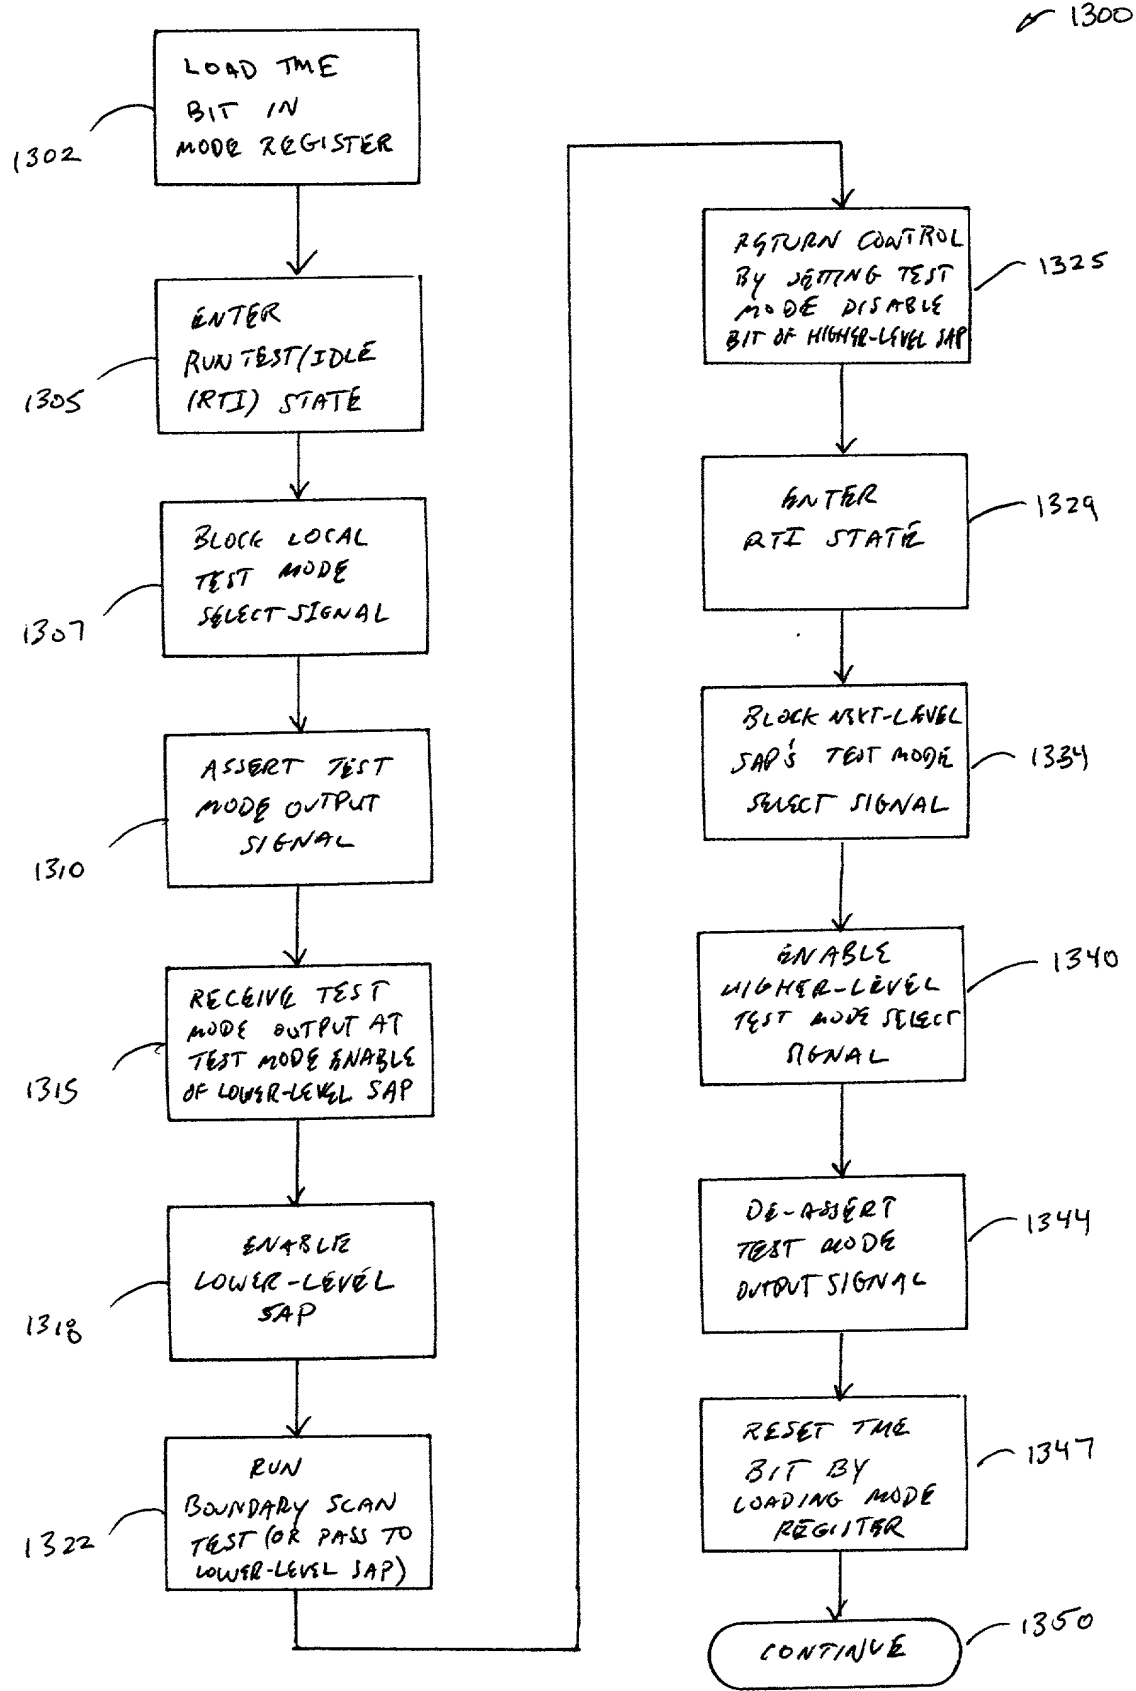 1300
LOAD TME
BIT IN
MODE REGISTER
1302
ENTER
RUN TEST/IDLE
(RTI) STATE
1305
BLOCK LOCAL
TEST MODE
SELECT SIGNAL
1307
ASSERT TEST
MODE OUTPUT
SIGNAL
1310
RECEIVE TEST
MODE OUTPUT AT
TEST MODE ENABLE
OF LOWER-LEVEL SAP
1315
ENABLE
LOWER-LEVEL
SAP
1318
RUN
BOUNDARY SCAN
TEST (OR PASS TO
LOWER-LEVEL SAP)
1322
RETURN CONTROL
BY SETTING TEST
MODE DISABLE
BIT OF HIGHER-LEVEL SAP
1325
ENTER
RTI STATE
1329
BLOCK NEXT-LEVEL
SAP'S TEST MODE
SELECT SIGNAL
1334
ENABLE
HIGHER-LEVEL
TEST MODE SELECT
SIGNAL
1340
DE-ASSERT
TEST MODE
OUTPUT SIGNAL
1344
RESET TME
BIT BY
LOADING MODE
REGISTER
1347
CONTINUE
1350